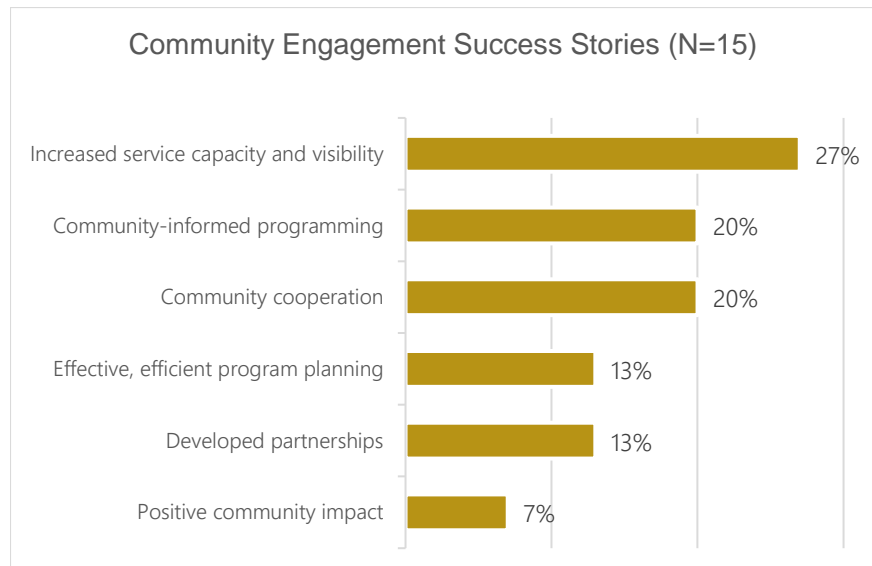 Community Engagement Success Stories (N=15)
Increased service capacity and visibility 27%
Community-informed programming 20%
Community cooperation 20%
Effective, efficient program planning 13%
Developed partnerships 13%
Positive community impact 7%